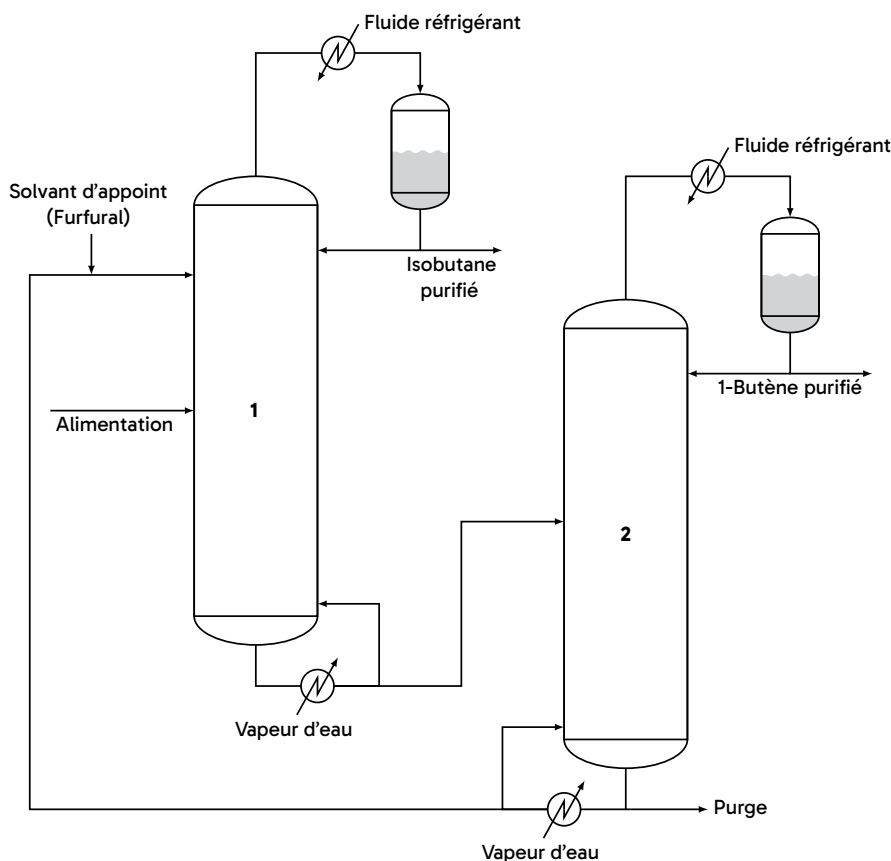 Fluide réfrigérant
Fluide réfrigérant
Solvant d’appoint
(Furfural)
Isobutane
purifié
1-Butène purifié
1
Alimentation
2
Vapeur d’eau
Purge
Vapeur d’eau